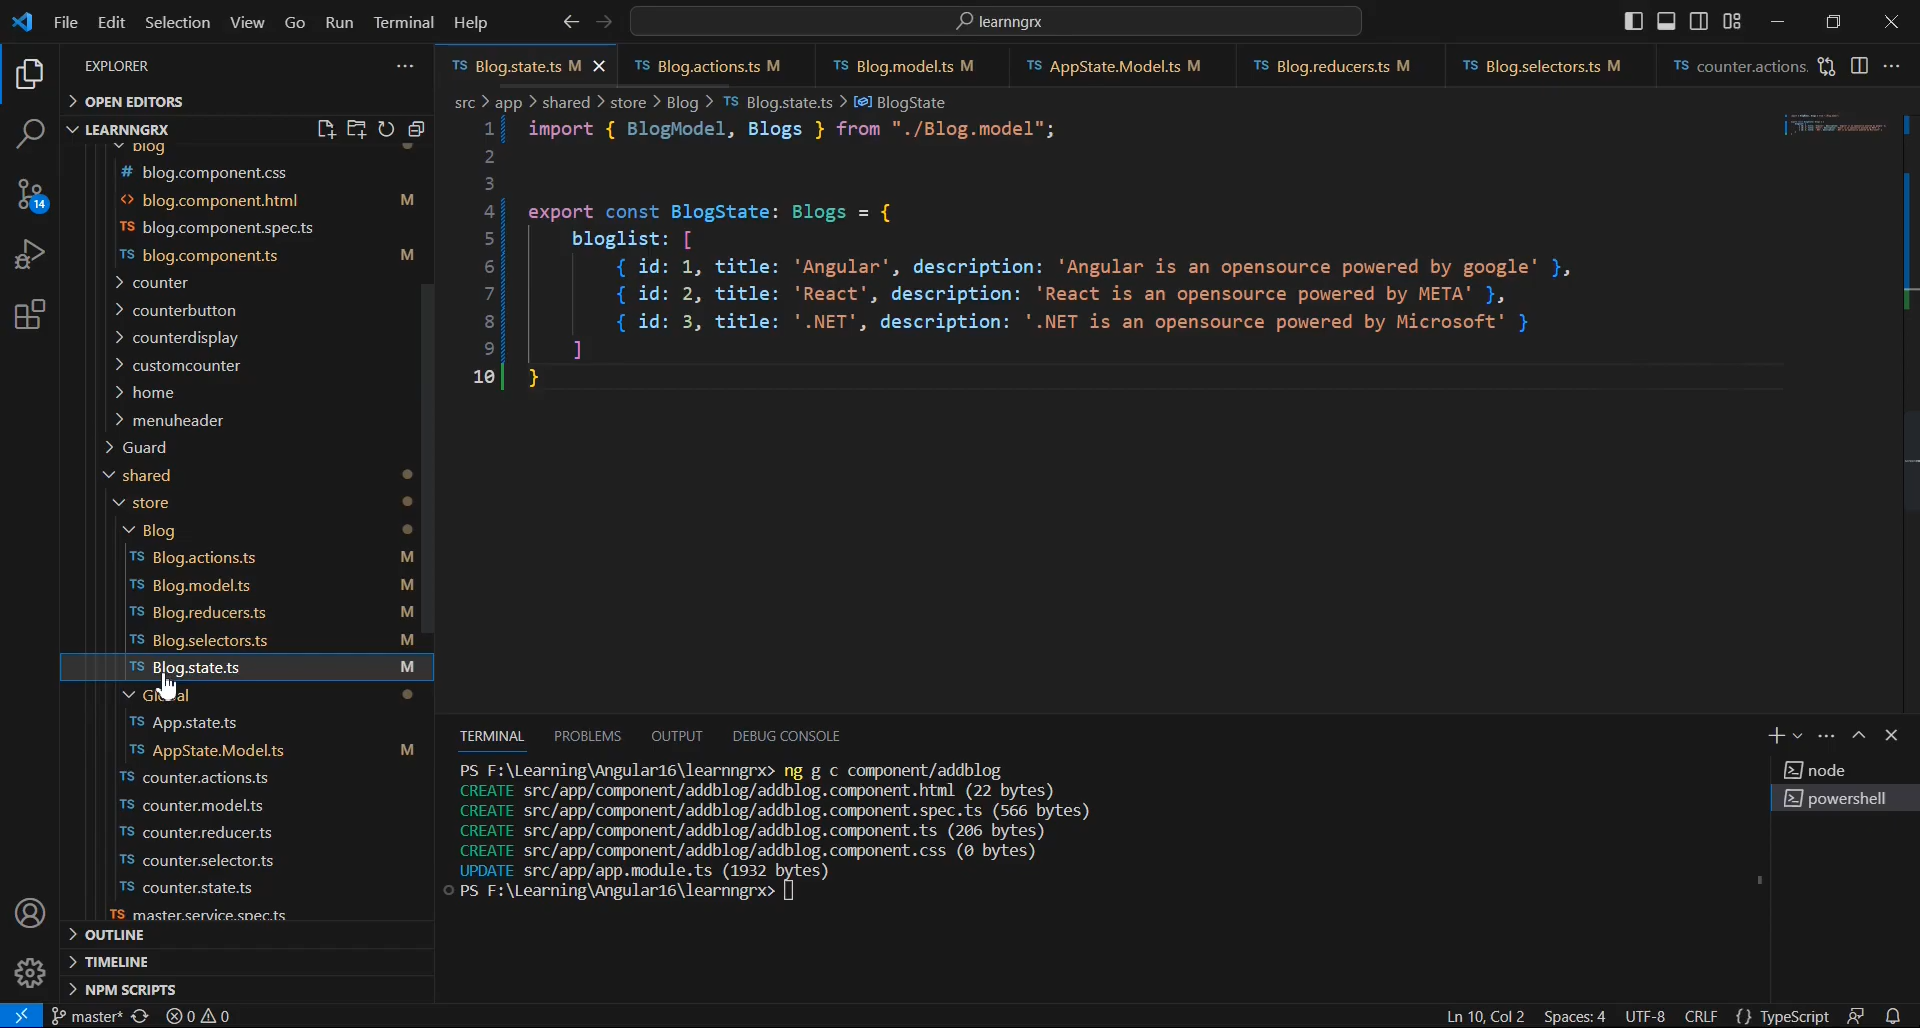 File Edit Selection View Go Run Terminal Help
learnngrx
EXPLORER
OPEN EDITORS
LEARNNGRX
blog
# blog.component.css
<> blog.component.html M
TS blog.component.spec.ts
TS blog.component.ts M
counter
counterbutton
counterdisplay
customcounter
home
menuheader
Guard
shared
store
Blog
TS Blog.actions.ts M
TS Blog.model.ts M
TS Blog.reducers.ts M
TS Blog.selectors.ts M
TS Blog.state.ts M
TS App.state.ts
TS AppState.Model.ts M
TS counter.actions.ts
TS counter.model.ts
TS counter.reducer.ts
TS counter.selector.ts
TS counter.state.ts
TS master.service.spec.ts
OUTLINE
TIMELINE
NPM SCRIPTS
14
TS Blog.state.ts M TS Blog.actions.ts M TS Blog.model.ts M TS AppState.Model.ts M TS Blog.reducers.ts M TS Blog.selectors.ts M TS counter.actions.
src > app > shared > store > Blog > TS Blog.state.ts > BlogState
1 import { BlogModel, Blogs } from "./Blog.model";
2
3
4 export const BlogState: Blogs = {
5 bloglist: [
6 { id: 1, title: 'Angular', description: 'Angular is an opensource powered by google' },
7 { id: 2, title: 'React', description: 'React is an opensource powered by META' },
8 { id: 3, title: '.NET', description: '.NET is an opensource powered by Microsoft' }
9 ]
10 }
TERMINAL PROBLEMS OUTPUT DEBUG CONSOLE
PS F:\Learning\Angular16\learnngrx> ng g c component/addblog
CREATE src/app/component/addblog/addblog.component.html (22 bytes)
CREATE src/app/component/addblog/addblog.component.spec.ts (566 bytes)
CREATE src/app/component/addblog/addblog.component.ts (206 bytes)
CREATE src/app/component/addblog/addblog.component.css (0 bytes)
UPDATE src/app/app.module.ts (1932 bytes)
PS F:\Learning\Angular16\learnngrx>
node
powershell
master* 0 0 Ln 10, Col 2 Spaces: 4 UTF-8 CRLF {} TypeScript